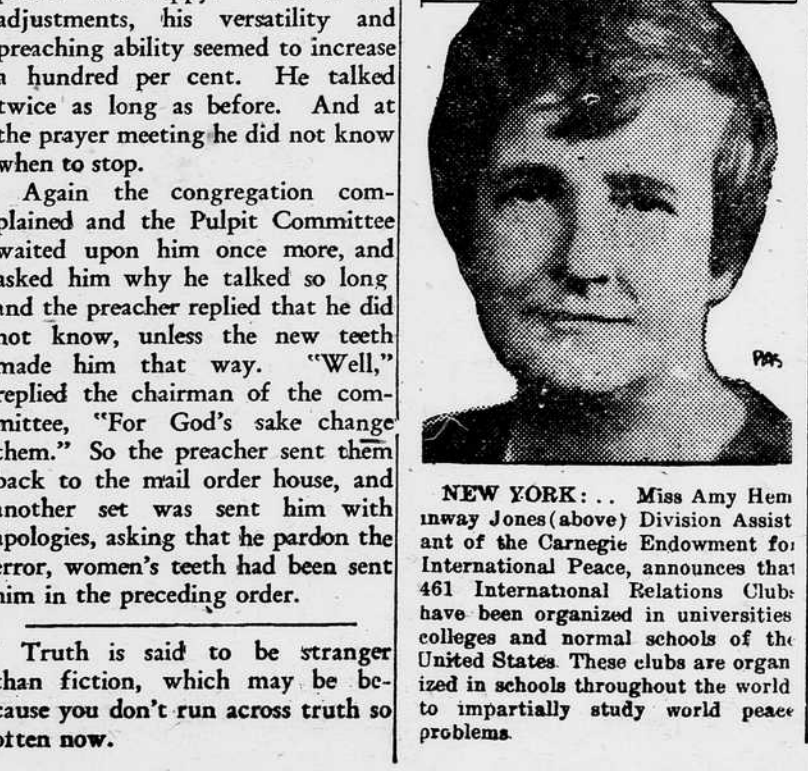 adjustments, his versatility and
preaching ability seemed to increase
a hundred per cent. He talked
twice as long as before. And at
the prayer meeting he did not know
when to stop.
Again the congregation com-
plained and the Pulpit Committee
waited upon him once more, and
asked him why he talked so long
and the preacher replied that he did
not know, unless the new teeth
made him that way. "Well,"
replied the chairman of the com-
mittee, "For God's sake change
them." So the preacher sent them
back to the mail order house, and
another set was sent him with
apologies, asking that he pardon the
error, women's teeth had been sent
him in the preceding order.
Truth is said to be stranger
than fiction, which may be be-
cause you don't run across truth so
often now.
PAS
NEW YORK: .. Miss Amy Hem
inway Jones (above) Division Assist
ant of the Carnegie Endowment for
International Peace, announces that
461 International Relations Clubs
have been organized in universities
colleges and normal schools of the
United States. These clubs are organ
ized in schools throughout the world
to impartially study world peace
problems.